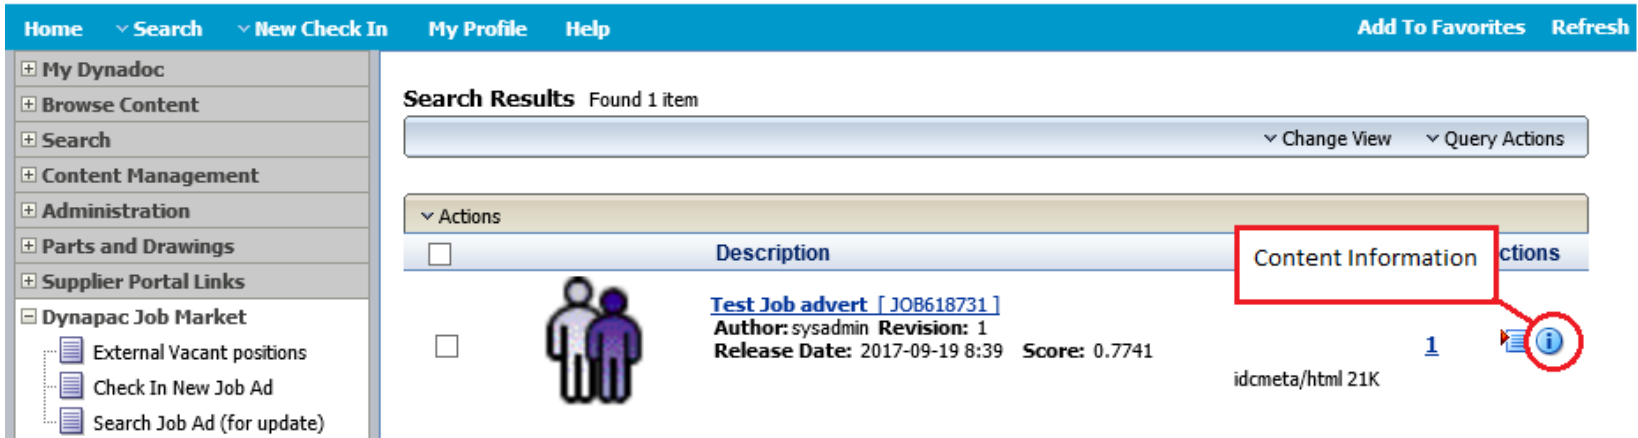 Home Search New Check In My Profile Help Add To Favorites Refresh
My Dynadoc
Browse Content
Search
Content Management
Administration
Parts and Drawings
Supplier Portal Links
Dynapac Job Market
External Vacant positions
Check In New Job Ad
Search Job Ad (for update)
Search Results Found 1 item
Change View Query Actions
Actions
Description ctions
Content Information
Test Job advert [ JOB618731 ]
Author: sysadmin Revision: 1
Release Date: 2017-09-19 8:39 Score: 0.7741
1
idcmeta/html 21K